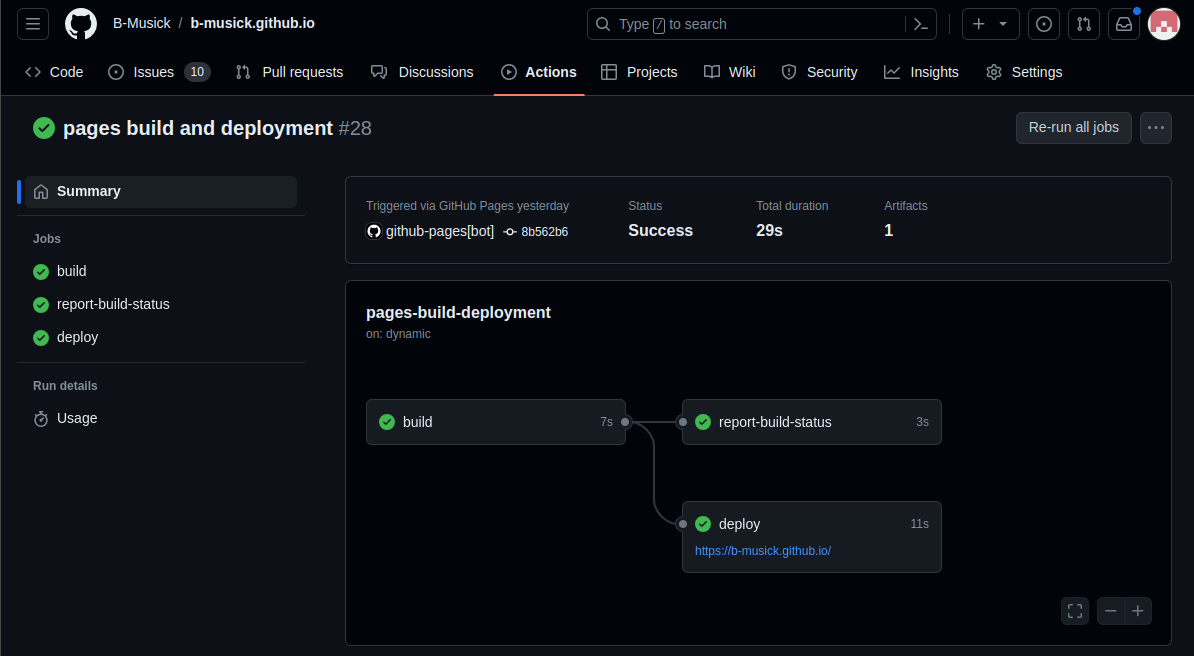 B-Musick / b-musick.github.io
Type / to search
Code
Issues 10
Pull requests
Discussions
Actions
Projects
Wiki
Security
Insights
Settings
pages build and deployment #28
Re-run all jobs
Summary
Jobs
build
report-build-status
deploy
Run details
Usage
Triggered via GitHub Pages yesterday
github-pages[bot] 8b562b6
Status
Success
Total duration
29s
Artifacts
1
pages-build-deployment
on: dynamic
build 7s
report-build-status 3s
deploy 11s
https://b-musick.github.io/